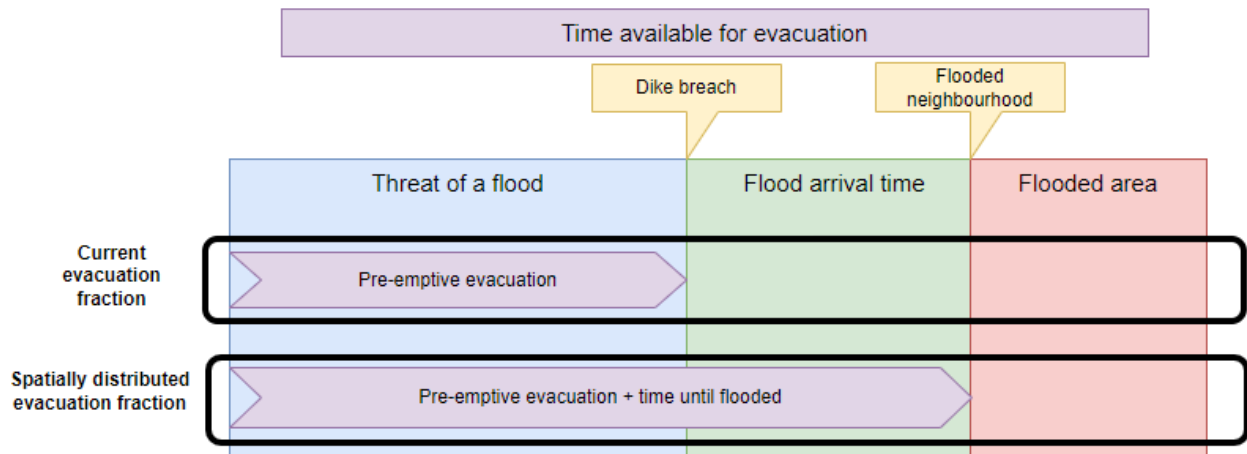 Time available for evacuation
Dike breach
Flooded
neighbourhood
Threat of a flood
Flood arrival time
Flooded area
Current
evacuation
fraction
Pre-emptive evacuation
Spatially distributed
evacuation fraction
Pre-emptive evacuation + time until flooded